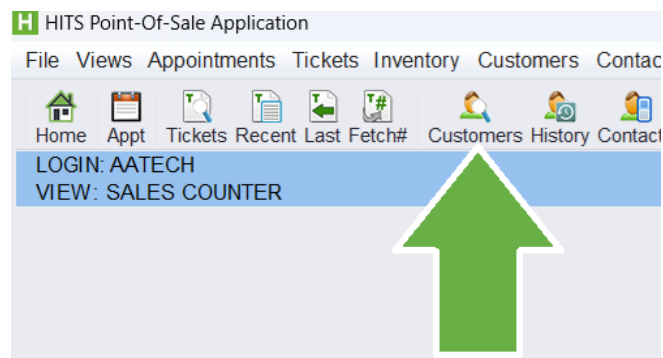 H HITS Point-Of-Sale Application
File Views Appointments Tickets Inventory Customers Contac
Home Appt Tickets Recent Last Fetch# Customers History Contact
LOGIN: AATECH
VIEW: SALES COUNTER